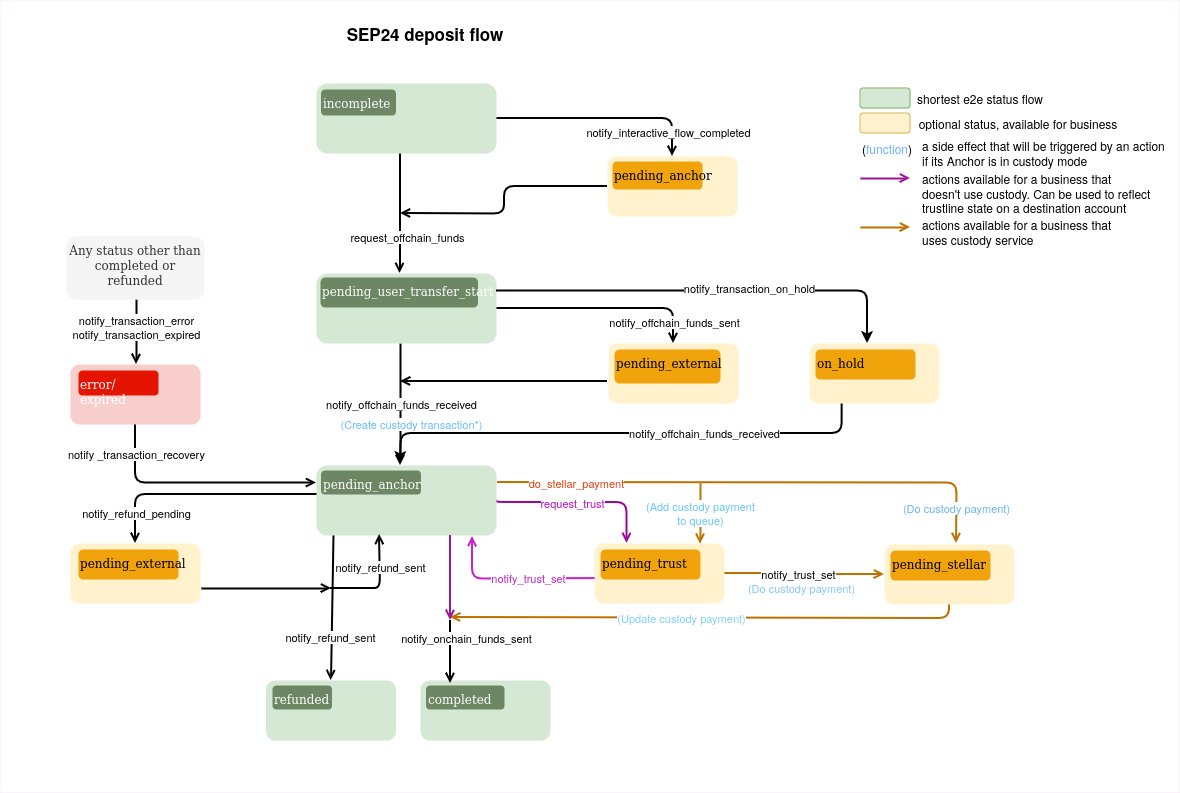 SEP24 deposit flow
incomplete
notify_interactive_flow_completed
pending_anchor
request_offchain_funds
shortest e2e status flow
optional status, available for business
(function)
a side effect that will be triggered by an action
if its Anchor is in custody mode
actions available for a business that
doesn't use custody. Can be used to reflect
trustline state on a destination account
actions available for a business that
uses custody service
Any status other than
completed or
refunded
notify_transaction_error
notify_transaction_expired
error/
expired
notify _transaction_recovery
pending_user_transfer_start
notify_transaction_on_hold
notify_offchain_funds_sent
pending_external
on_hold
notify_offchain_funds_received
(Create custody transaction*)
notify_offchain_funds_received
pending_anchor
do_stellar_payment
request_trust
(Add custody payment
to queue)
(Do custody payment)
notify_refund_pending
pending_external
notify_refund_sent
notify_trust_set
pending_trust
notify_trust_set
(Do custody payment)
pending_stellar
(Update custody payment)
notify_refund_sent
notify_onchain_funds_sent
refunded
completed